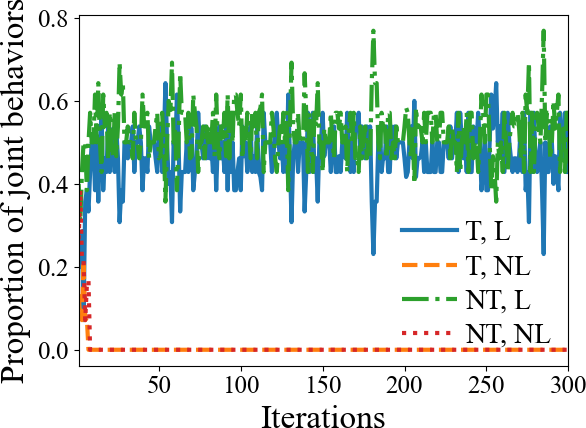 Proportion of joint behaviors
0.8
0.6
0.4
0.2
0.0
T, L
T, NL
NT, L
NT, NL
50
100
150
200
250
300
Iterations